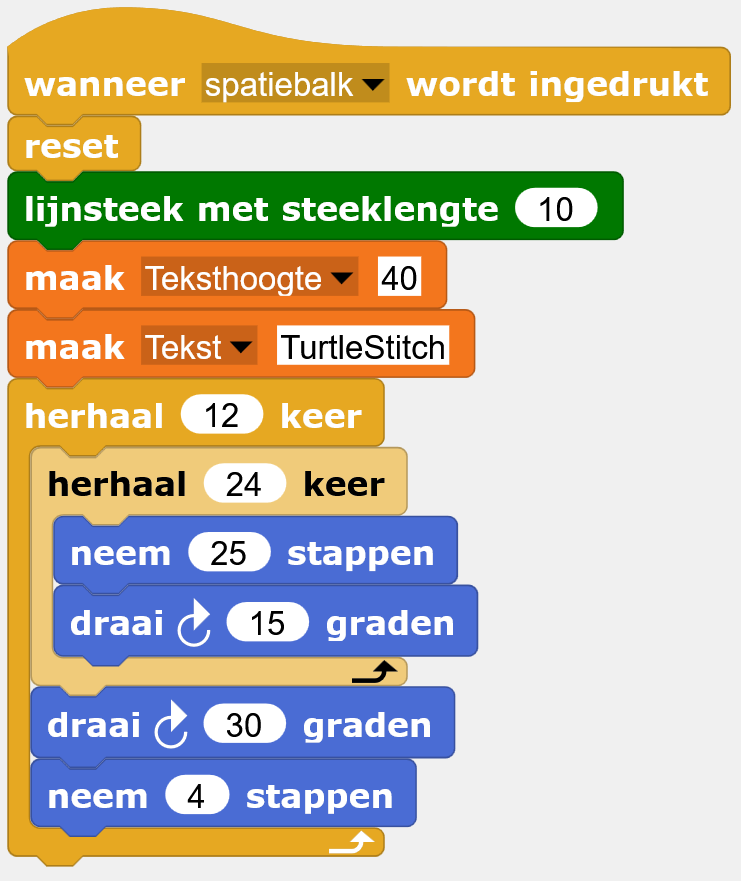 wanneer spatiebalk wordt ingedrukt
reset
lijnsteek met steeklengte 10
maak Teksthoogte 40
maak Tekst TurtleStitch
herhaal 12 keer
herhaal 24 keer
neem 25 stappen
draai 15 graden
draai 30 graden
neem 4 stappen